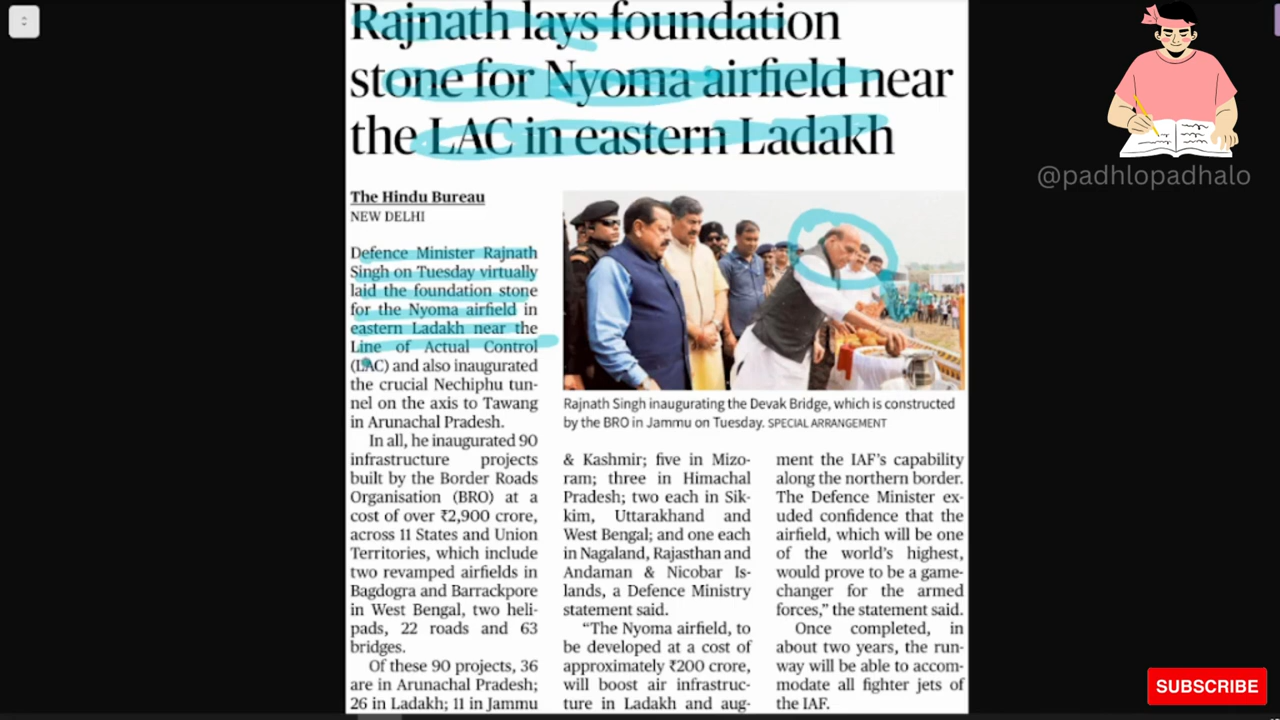 Rajnath lays foundation
stone for Nyoma airfield near
the LAC in eastern Ladakh
@padhlopadhalo
The Hindu Bureau
NEW DELHI
Defence Minister Rajnath
Singh on Tuesday virtually
laid the foundation stone
for the Nyoma airfield in
eastern Ladakh near the
Line of Actual Control
(LAC) and also inaugurated
the crucial Nechiphu tun-
nel on the axis to Tawang
in Arunachal Pradesh.
In all, he inaugurated 90
infrastructure projects
built by the Border Roads
Organisation (BRO) at a
cost of over ₹2,900 crore,
across 11 States and Union
Territories, which include
two revamped airfields in
Bagdogra and Barrackpore
in West Bengal, two heli-
pads, 22 roads and 63
bridges.
Of these 90 projects, 36
are in Arunachal Pradesh;
26 in Ladakh; 11 in Jammu
Rajnath Singh inaugurating the Devak Bridge, which is constructed
by the BRO in Jammu on Tuesday. SPECIAL ARRANGEMENT
& Kashmir; five in Mizo-
ram; three in Himachal
Pradesh; two each in Sik-
kim, Uttarakhand and
West Bengal; and one each
in Nagaland, Rajasthan and
Andaman & Nicobar Is-
lands, a Defence Ministry
statement said.
“The Nyoma airfield, to
be developed at a cost of
approximately ₹200 crore,
will boost air infrastruc-
ture in Ladakh and aug-
ment the IAF’s capability
along the northern border.
The Defence Minister ex-
uded confidence that the
airfield, which will be one
of the world’s highest,
would prove to be a game-
changer for the armed
forces,” the statement said.
Once completed, in
about two years, the run-
way will be able to accom-
modate all fighter jets of
the IAF.
SUBSCRIBE